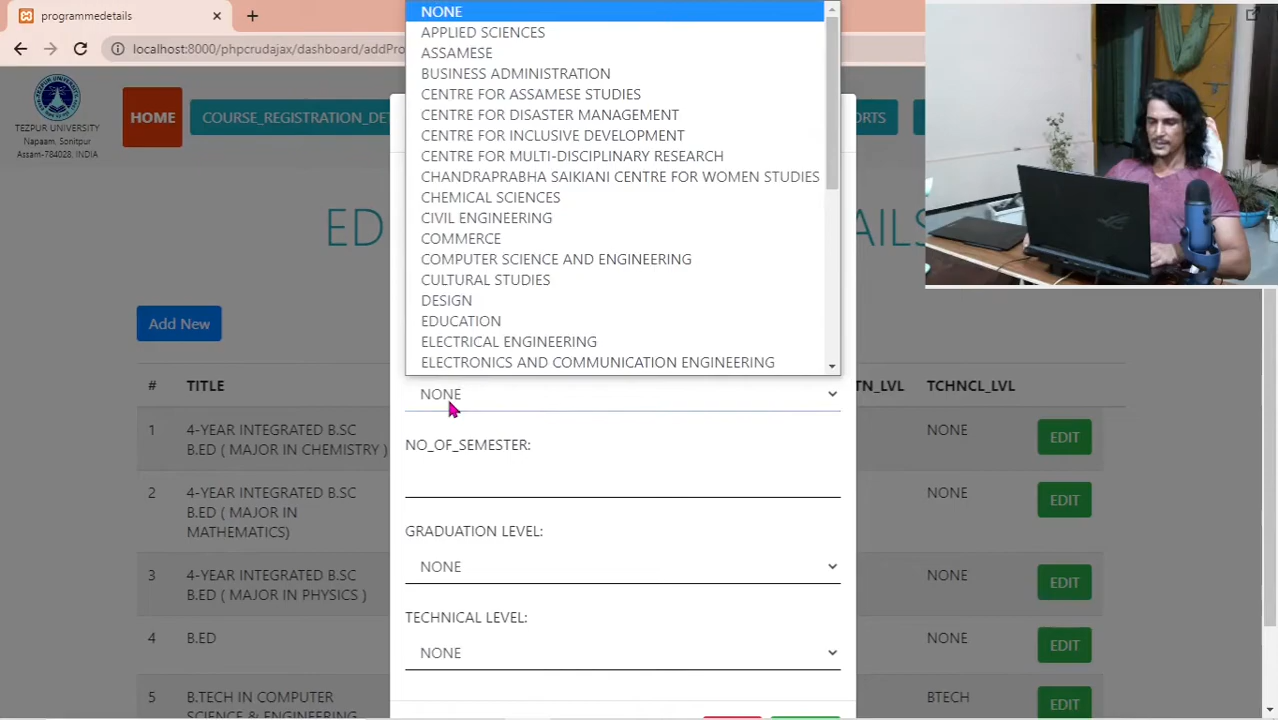 programmedetails
localhost:8000/phpcrudajax/dashboard/addPro
TEZPUR UNIVERSITY
Napaam, Sonitpur
Assam-784028, INDIA
HOME
COURSE_REGISTRATION_DET
ORTS
NONE
APPLIED SCIENCES
ASSAMESE
BUSINESS ADMINISTRATION
CENTRE FOR ASSAMESE STUDIES
CENTRE FOR DISASTER MANAGEMENT
CENTRE FOR INCLUSIVE DEVELOPMENT
CENTRE FOR MULTI-DISCIPLINARY RESEARCH
CHANDRAPRABHA SAIKIANI CENTRE FOR WOMEN STUDIES
CHEMICAL SCIENCES
CIVIL ENGINEERING
COMMERCE
COMPUTER SCIENCE AND ENGINEERING
CULTURAL STUDIES
DESIGN
EDUCATION
ELECTRICAL ENGINEERING
ELECTRONICS AND COMMUNICATION ENGINEERING
ED
ILS
Add New
NONE
NO_OF_SEMESTER:
GRADUATION LEVEL:
NONE
TECHNICAL LEVEL:
NONE
# TITLE TN_LVL TCHNCL_LVL
1 4-YEAR INTEGRATED B.SC NONE EDIT
B.ED ( MAJOR IN CHEMISTRY )
2 4-YEAR INTEGRATED B.SC NONE EDIT
B.ED ( MAJOR IN
MATHEMATICS)
3 4-YEAR INTEGRATED B.SC NONE EDIT
B.ED ( MAJOR IN PHYSICS )
4 B.ED NONE EDIT
5 B.TECH IN COMPUTER BTECH EDIT
SCIENCE & ENGINEERING